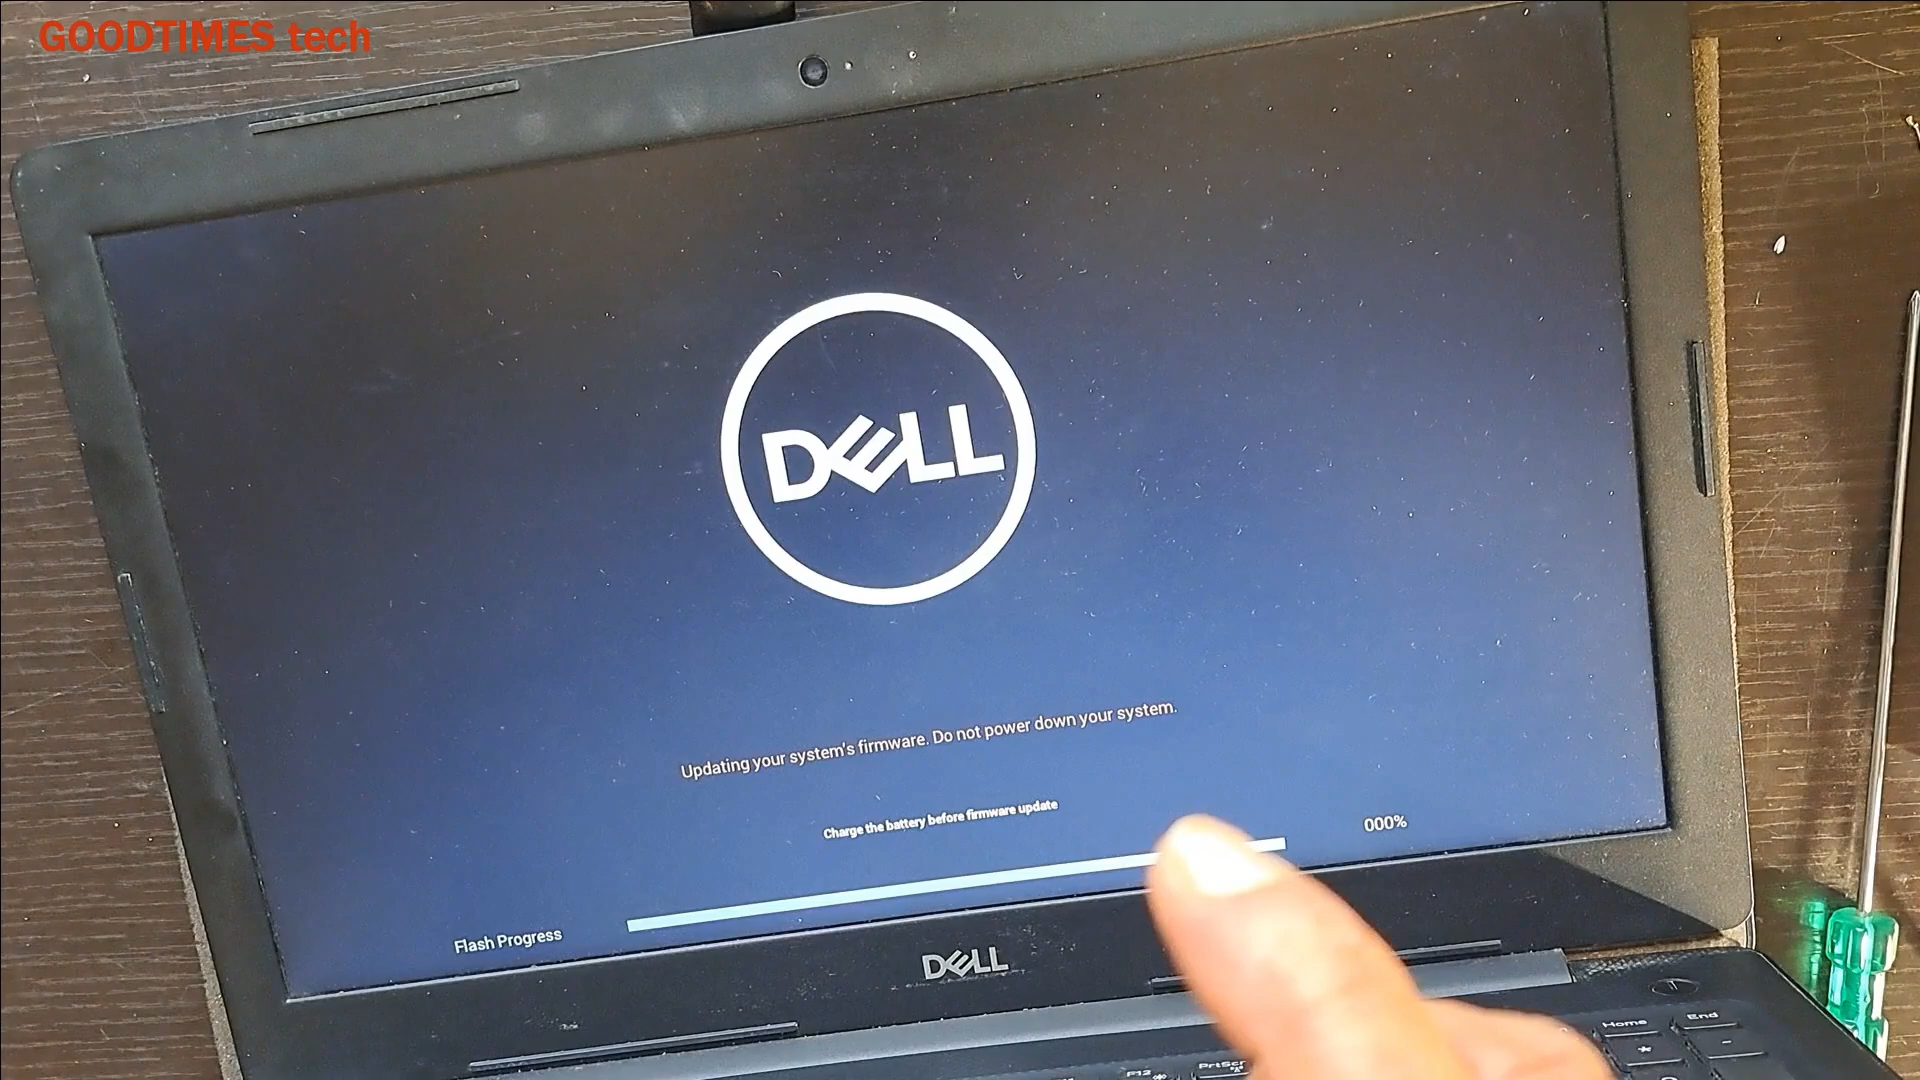 GOODTIMES tech
DELL
Updating your system's firmware. Do not power down your system.
Charge the battery before firmware update
000%
Flash Progress
DELL
Home
End
F12
PrtScr
*
-